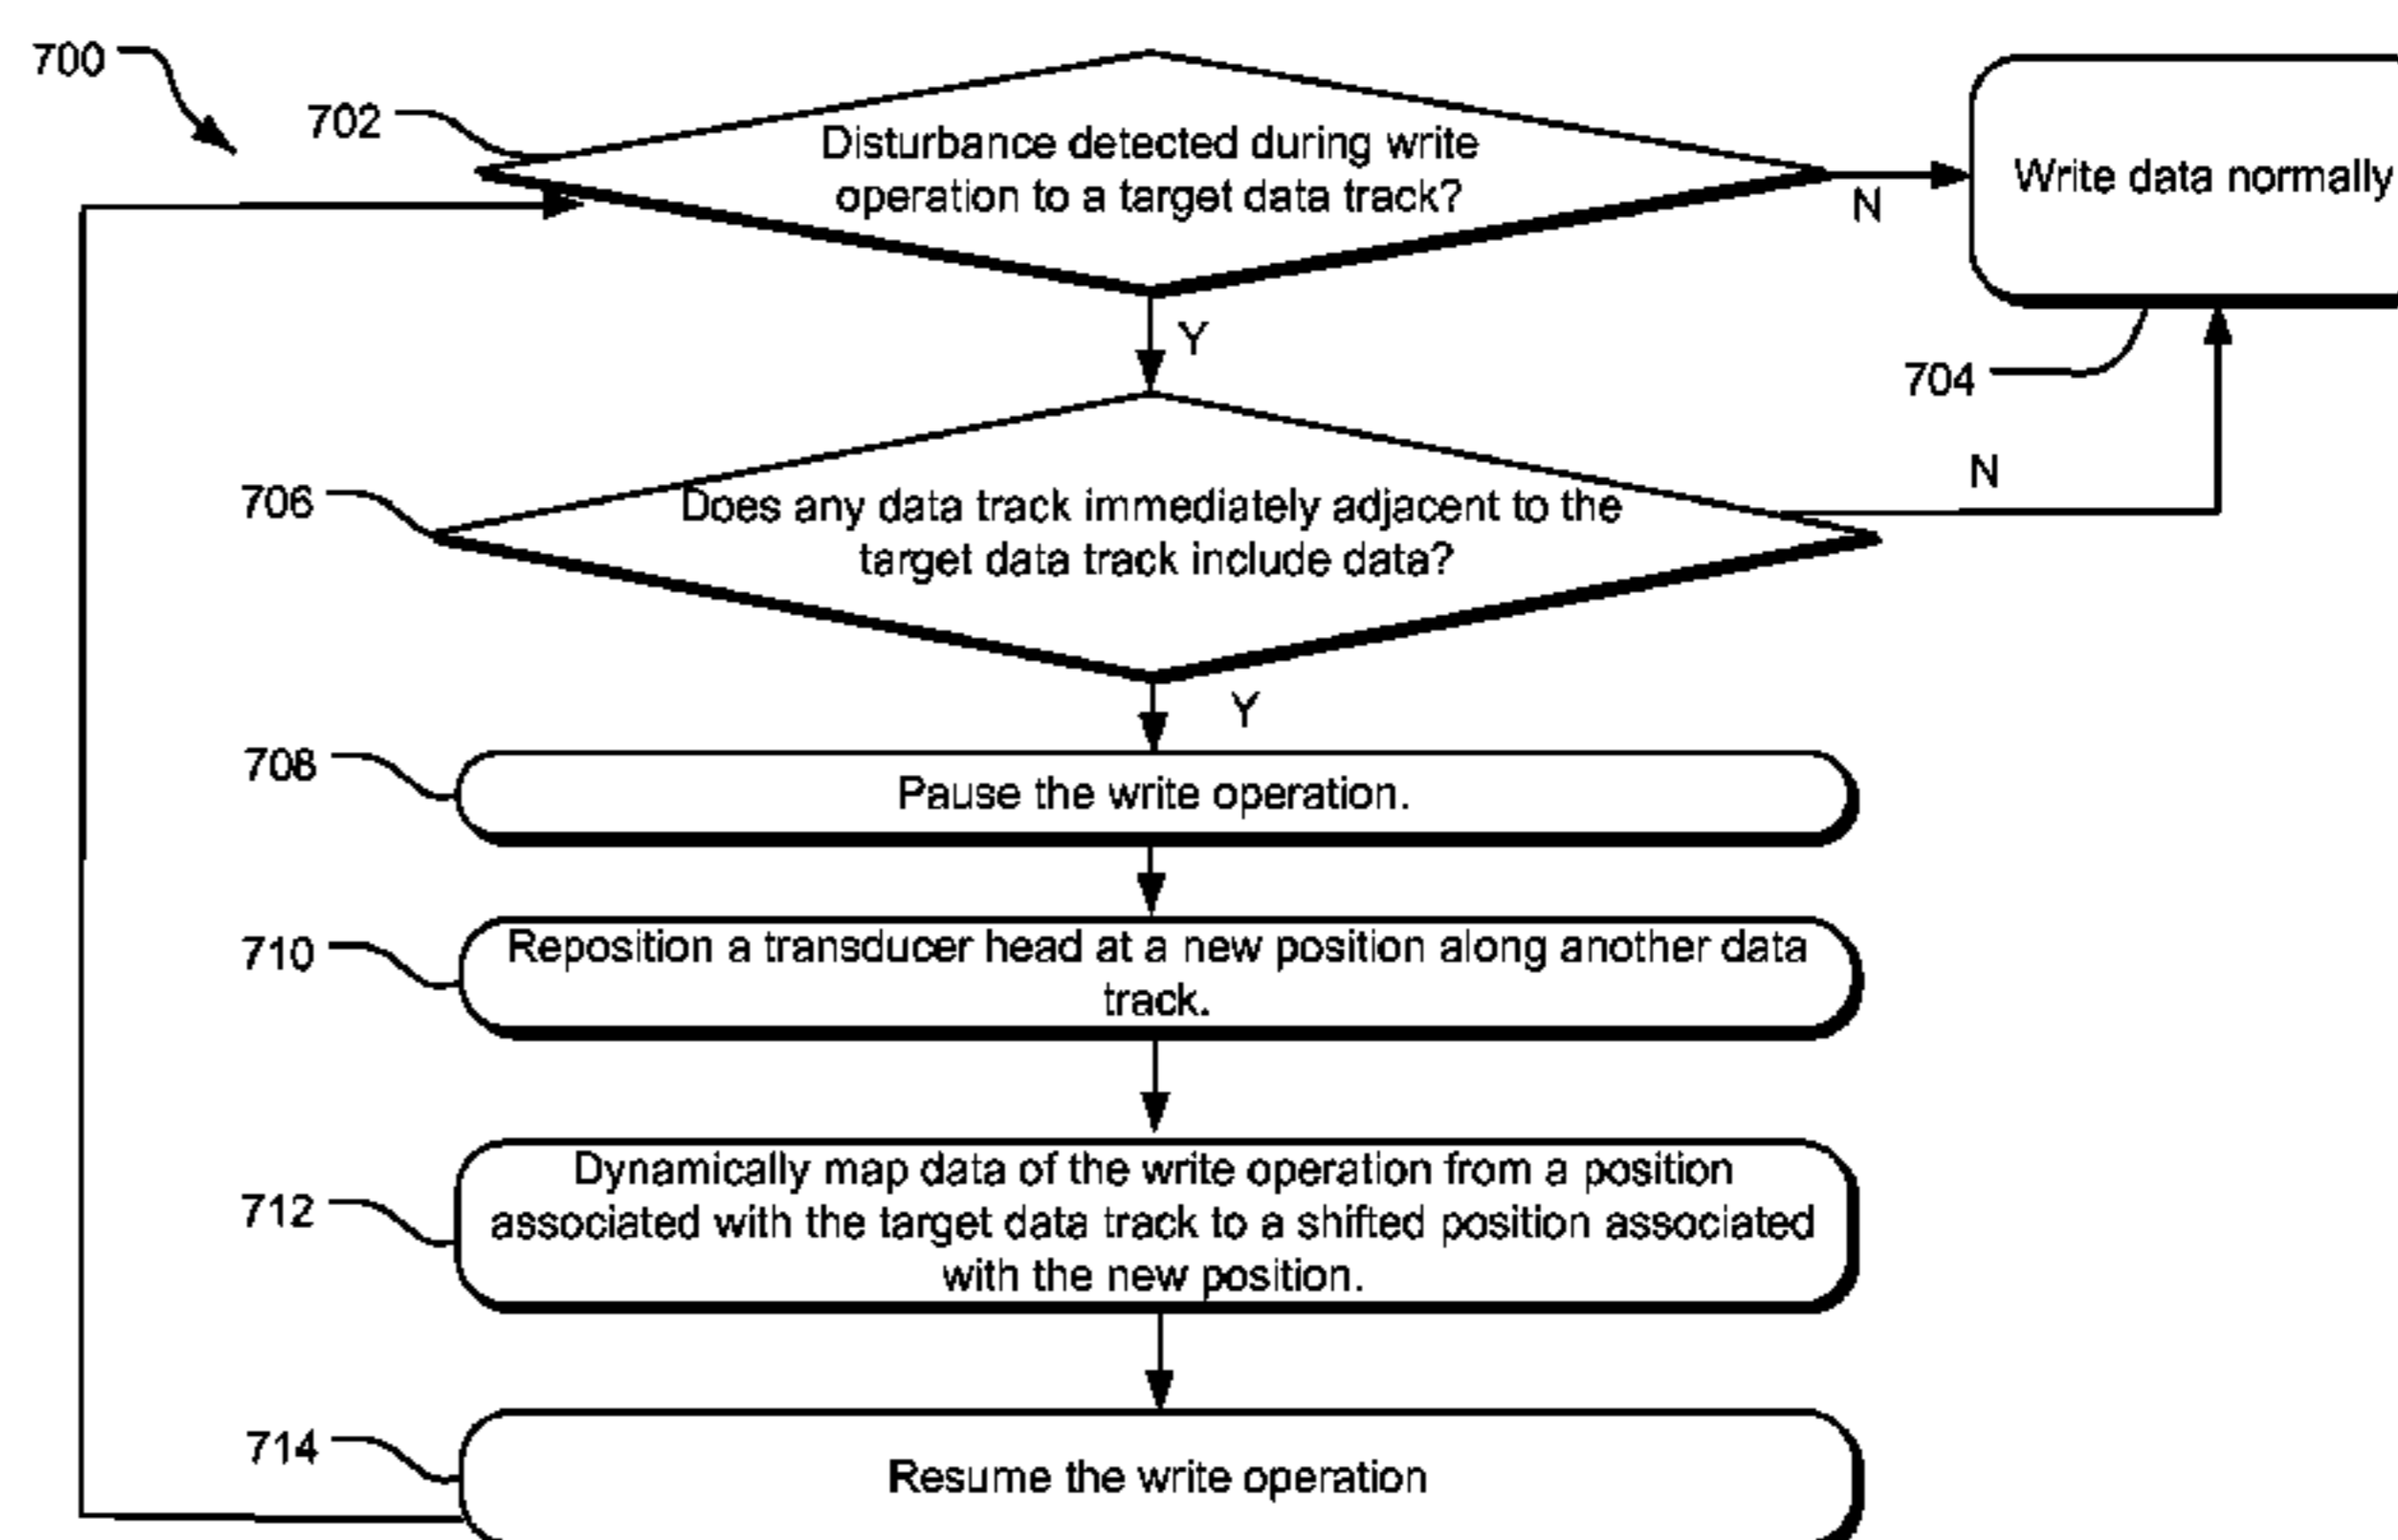 700
702
Disturbance detected during write
operation to a target data track?
N
Write data normally
Y
704
706
Does any data track immediately adjacent to the
target data track include data?
N
Y
708
Pause the write operation.
710
Reposition a transducer head at a new position along another data
track.
712
Dynamically map data of the write operation from a position
associated with the target data track to a shifted position associated
with the new position.
714
Resume the write operation